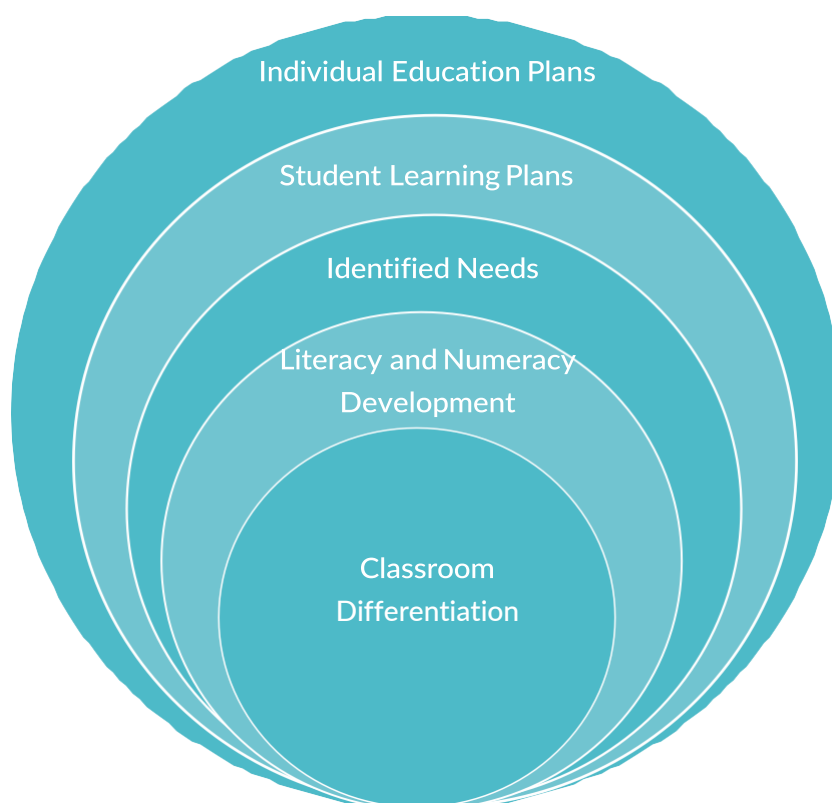 Individual Education Plans
Student Learning Plans
Identified Needs
Literacy and Numeracy
Development
Classroom
Differentiation